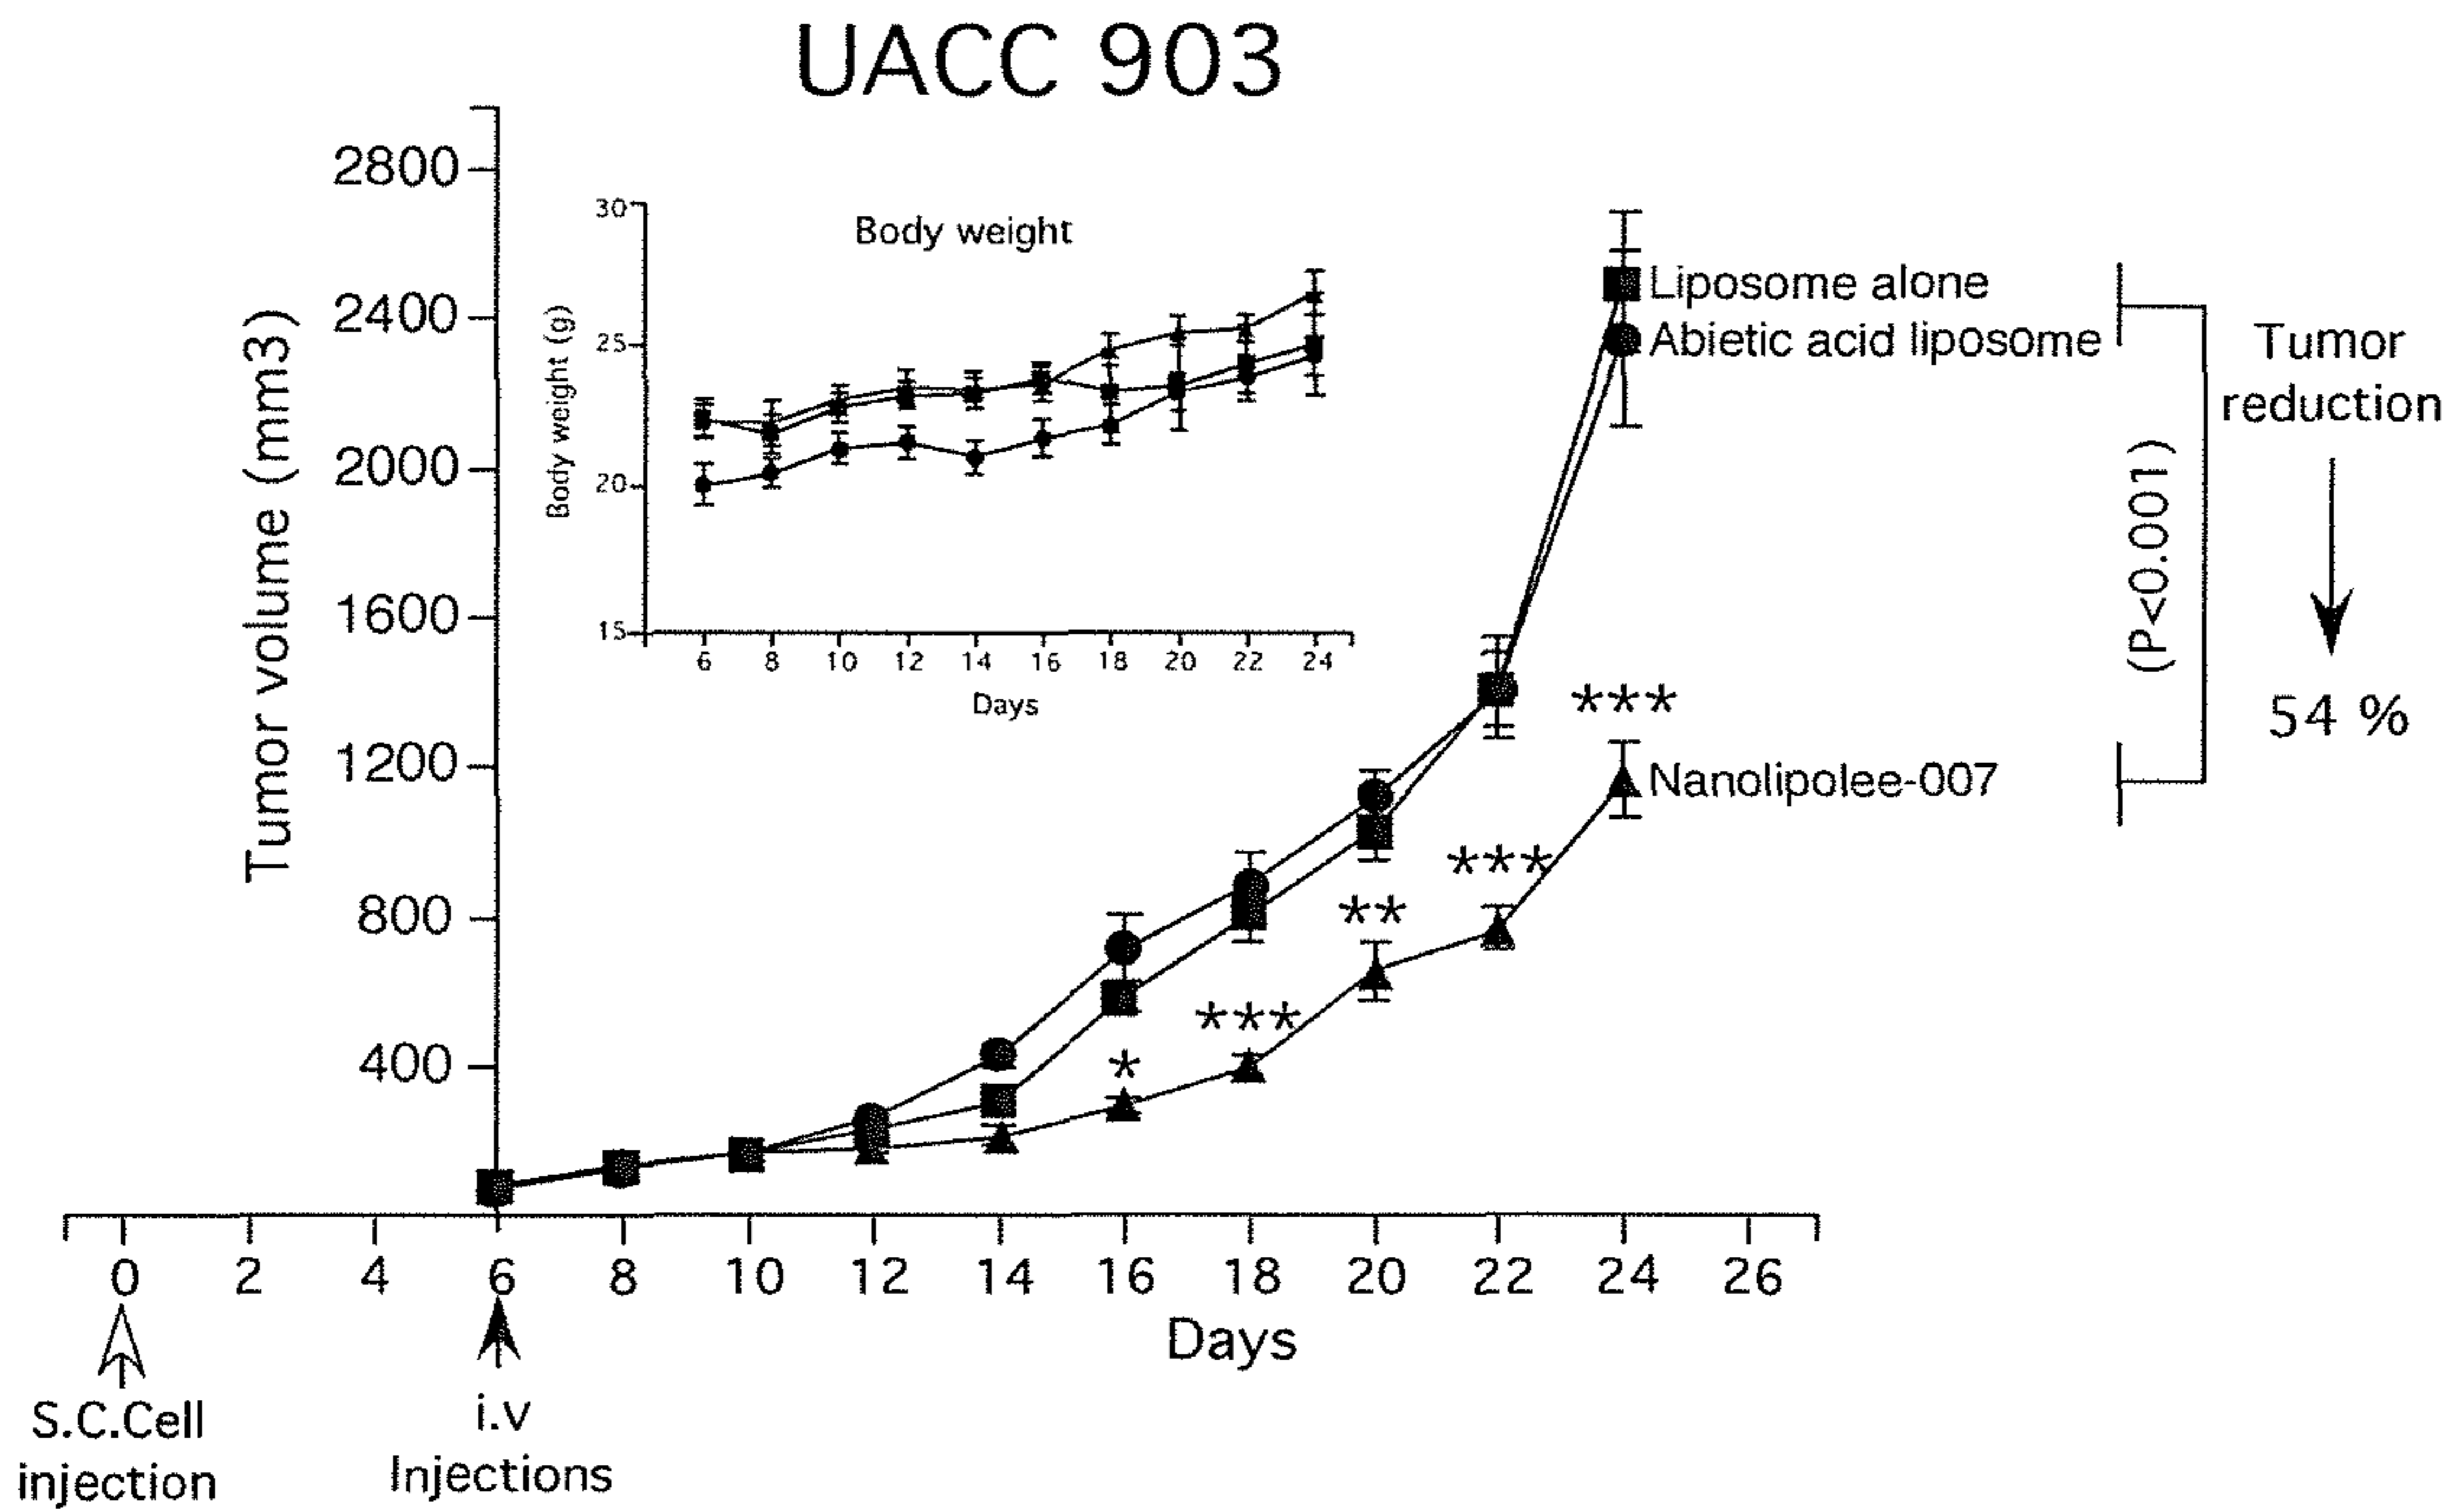 UACC 903
Tumor volume (mm3)
2800
2400
2000
1600
1200
800
400
Body weight
Body weight (g)
30
25
20
15
6 8 10 12 14 16 18 20 22 24
Days
Liposome alone
Abietic acid liposome
Nanolipolee-007
*
***
**
***
***
(P<0.001)
Tumor
reduction
54 %
0 2 4 6 8 10 12 14 16 18 20 22 24 26
Days
S.C.Cell
injection
i.v
Injections